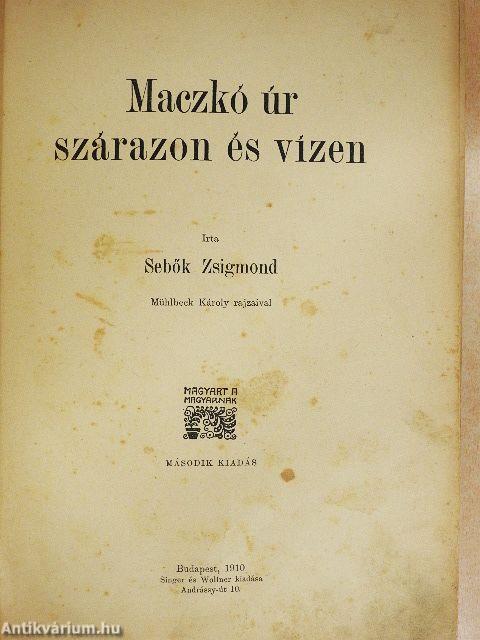 Maczkó úr
szárazon és vízen
Irta
Sebők Zsigmond
Mühlbeck Károly rajzaival
MAGYART A
MAGYARNAK
MÁSODIK KIADÁS
Budapest, 1910
Singer és Wolfner kiadása
Andrássy-út 10.
Antikvárium.hu